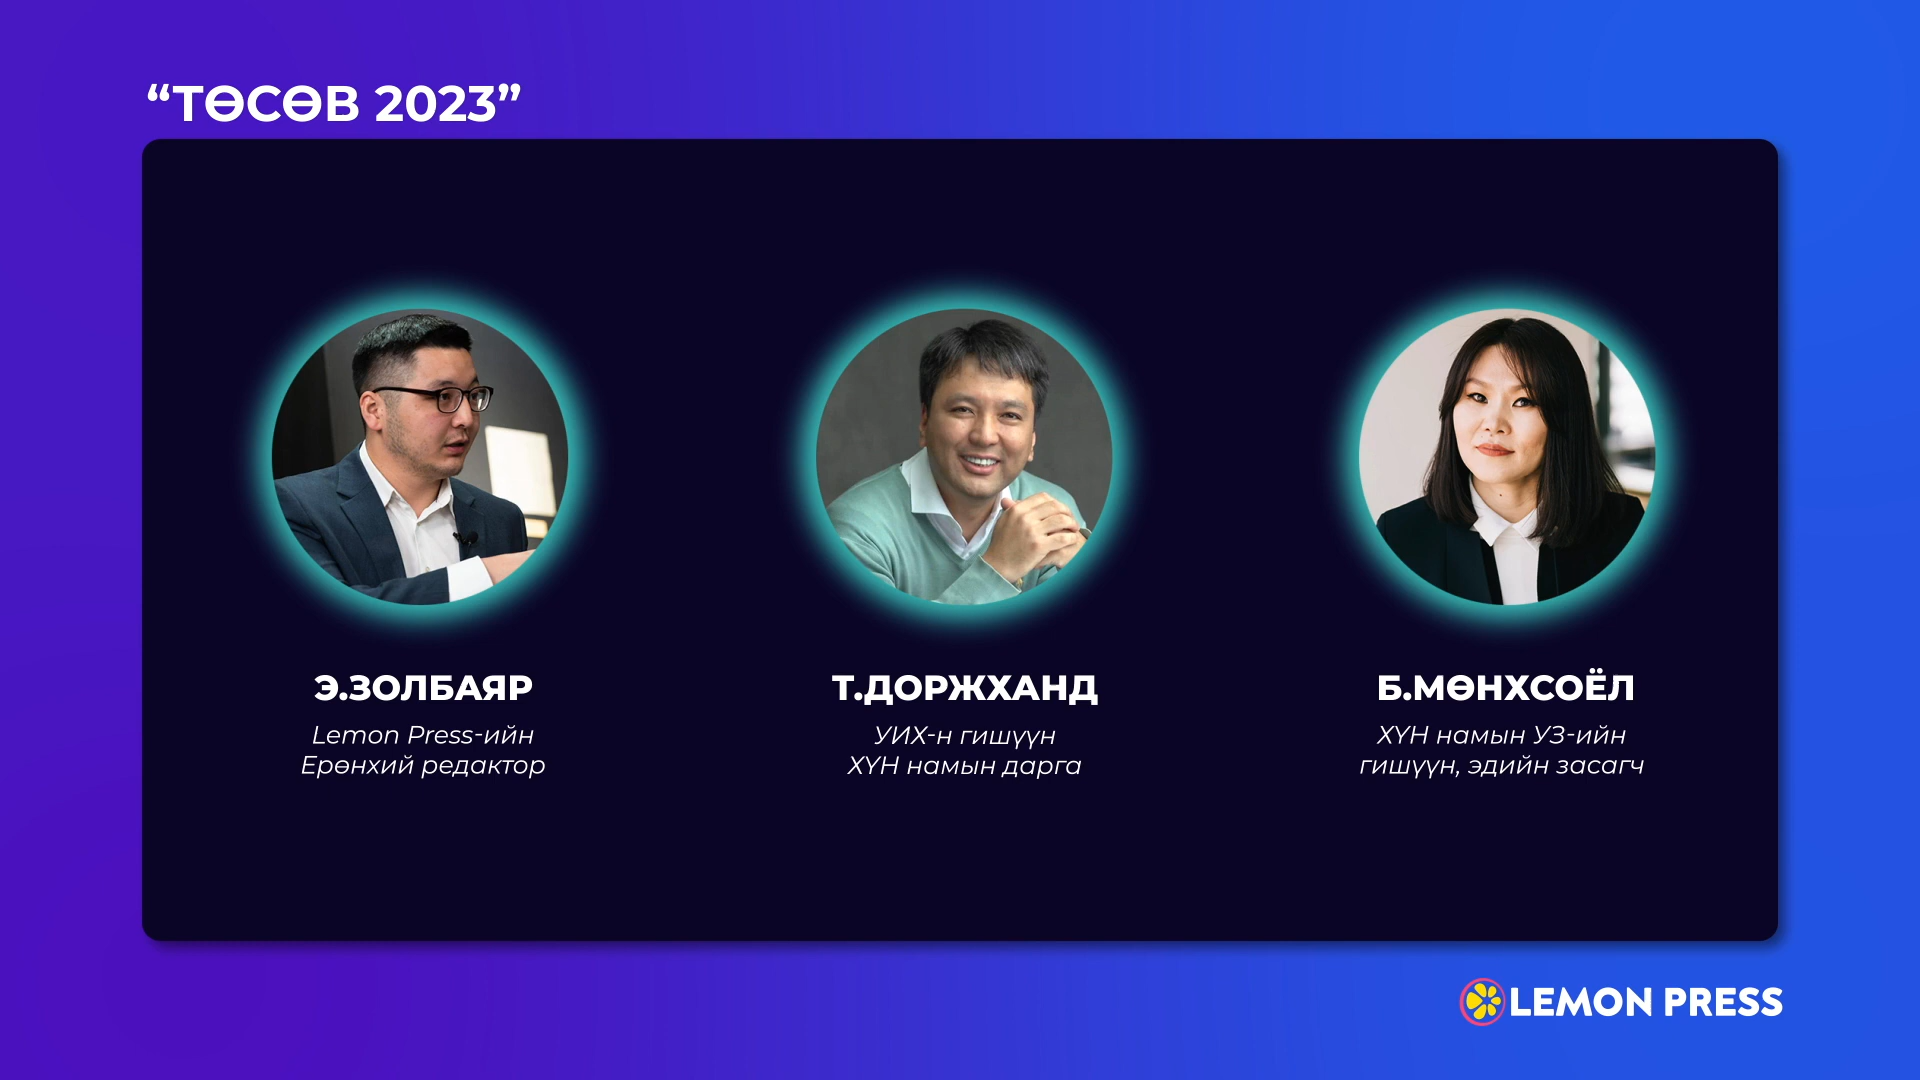 “ТӨСӨВ 2023”
Э.ЗОЛБАЯР
Lemon Press-ийн
Ерөнхий редактор
Т.ДОРЖХАНД
УИХ-н гишүүн
ХҮН намын дарга
Б.МӨНХСОЁЛ
ХҮН намын УЗ-ийн
гишүүн, эдийн засагч
LEMON PRESS